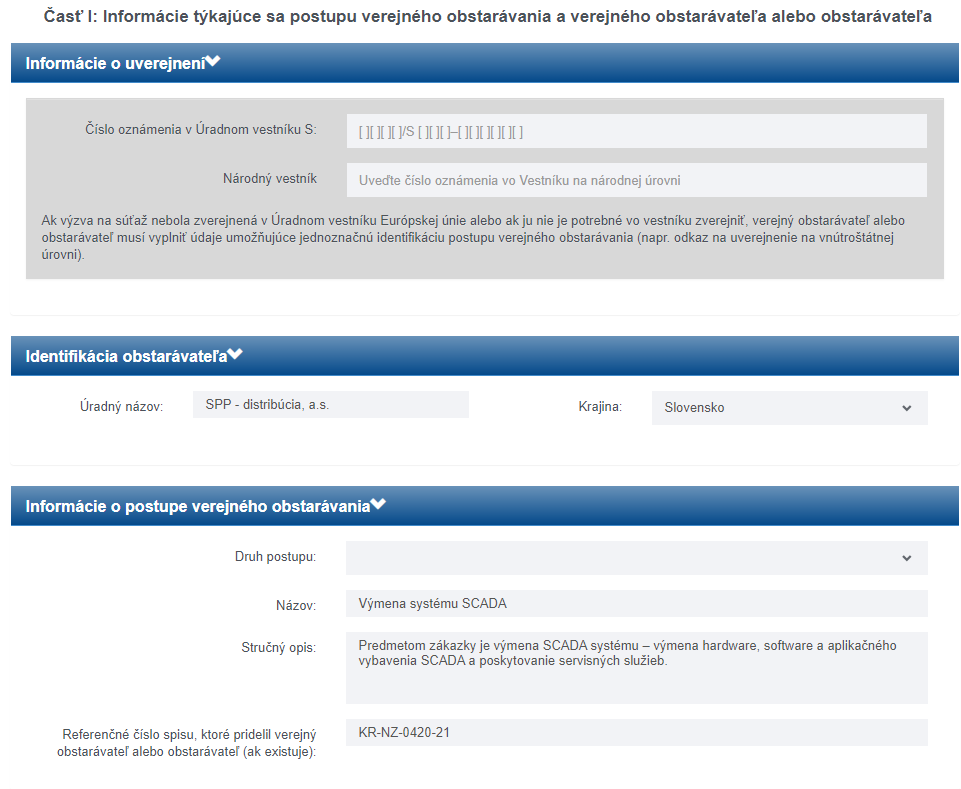 Časť I: Informácie týkajúce sa postupu verejného obstarávania a verejného obstarávateľa alebo obstarávateľa
Informácie o uverejnení
Číslo oznámenia v Úradnom vestníku S:
[ ][ ][ ][ ]/S [ ][ ][ ]–[ ][ ][ ][ ][ ][ ]
Národný vestník
Uveďte číslo oznámenia vo Vestníku na národnej úrovni
Ak výzva na súťaž nebola zverejnená v Úradnom vestníku Európskej únie alebo ak ju nie je potrebné vo vestníku zverejniť, verejný obstarávateľ alebo
obstarávateľ musí vyplniť údaje umožňujúce jednoznačnú identifikáciu postupu verejného obstarávania (napr. odkaz na uverejnenie na vnútroštátnej
úrovni).
Identifikácia obstarávateľa
Úradný názov:
SPP - distribúcia, a.s.
Krajina:
Slovensko
Informácie o postupe verejného obstarávania
Druh postupu:
Názov:
Výmena systému SCADA
Stručný opis:
Predmetom zákazky je výmena SCADA systému – výmena hardware, software a aplikačného
vybavenia SCADA a poskytovanie servisných služieb.
Referenčné číslo spisu, ktoré pridelil verejný
obstarávateľ alebo obstarávateľ (ak existuje):
KR-NZ-0420-21